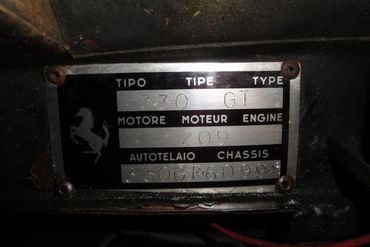 TIPO TIPE TYPE
330 GT
MOTORE MOTEUR ENGINE
209
AUTOTELAIO CHASSIS